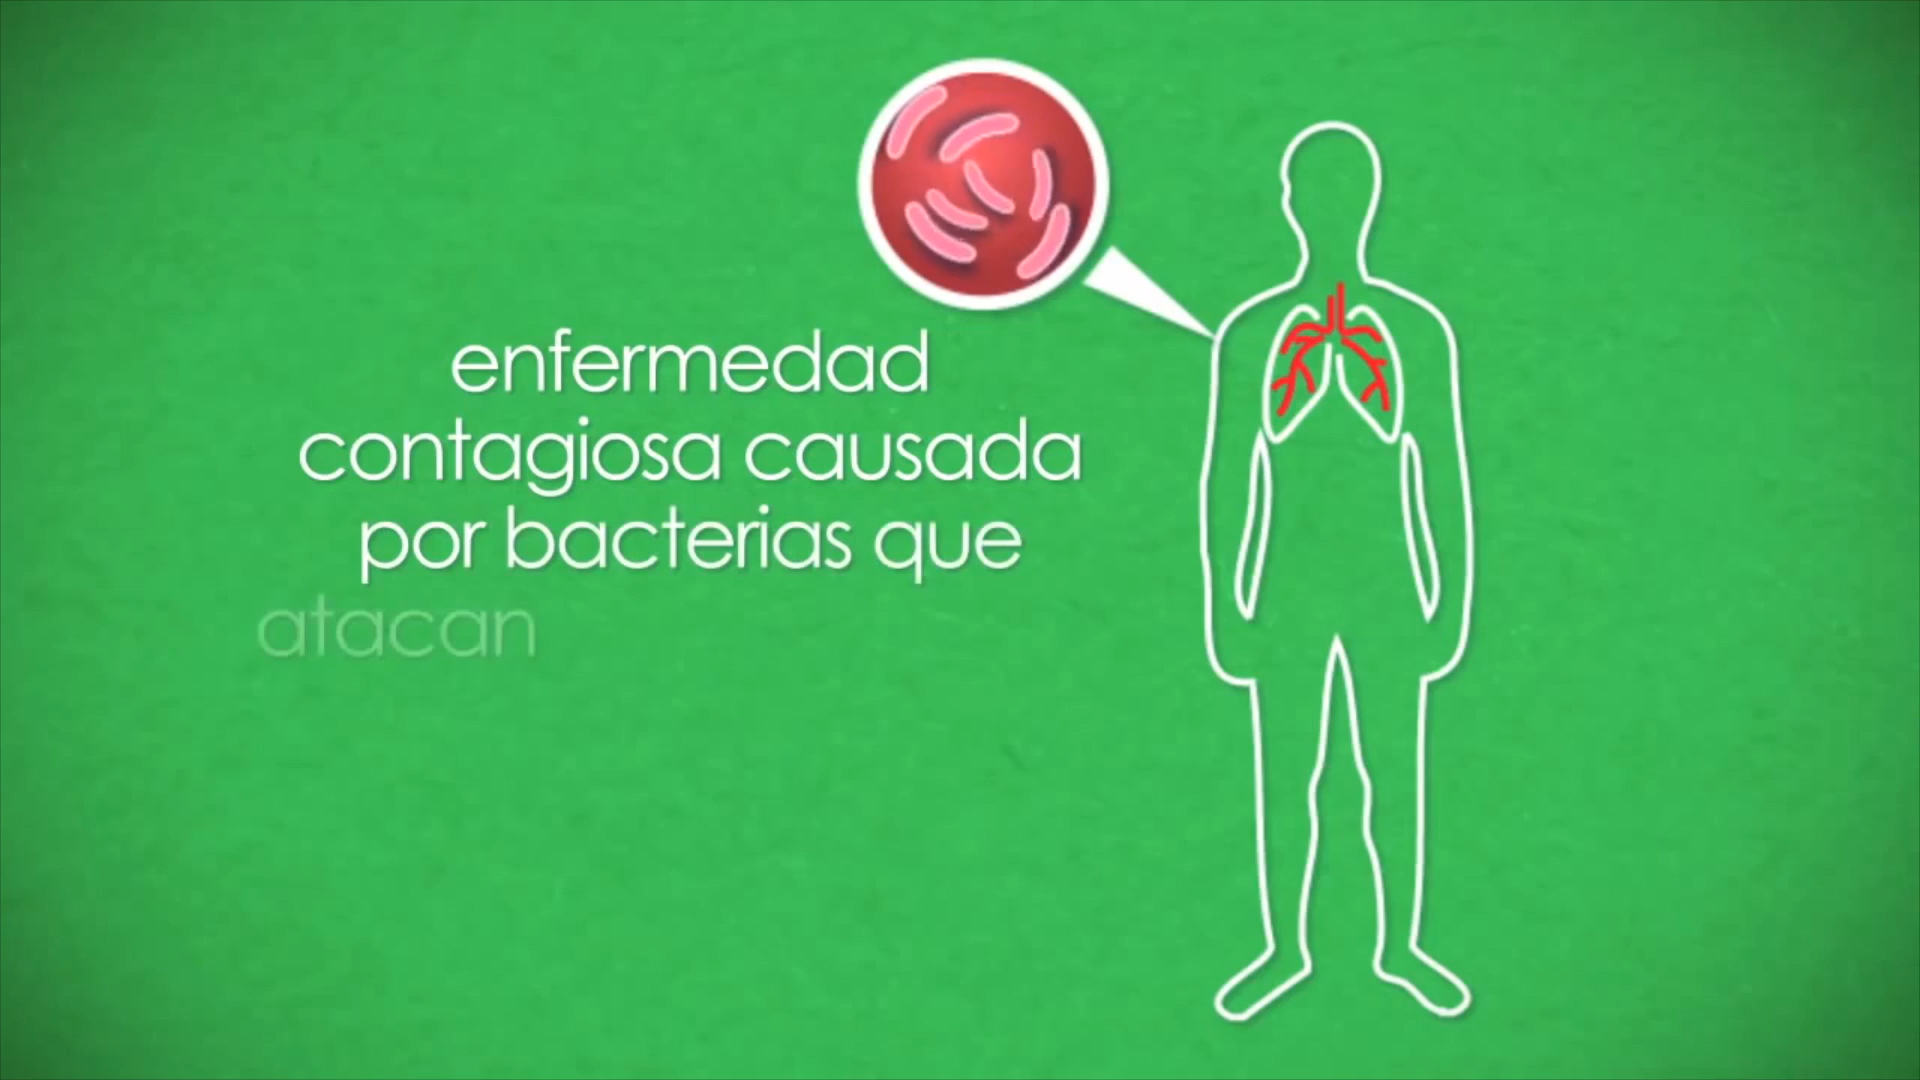 enfermedad
contagiosa causada
por bacterias que
atacan